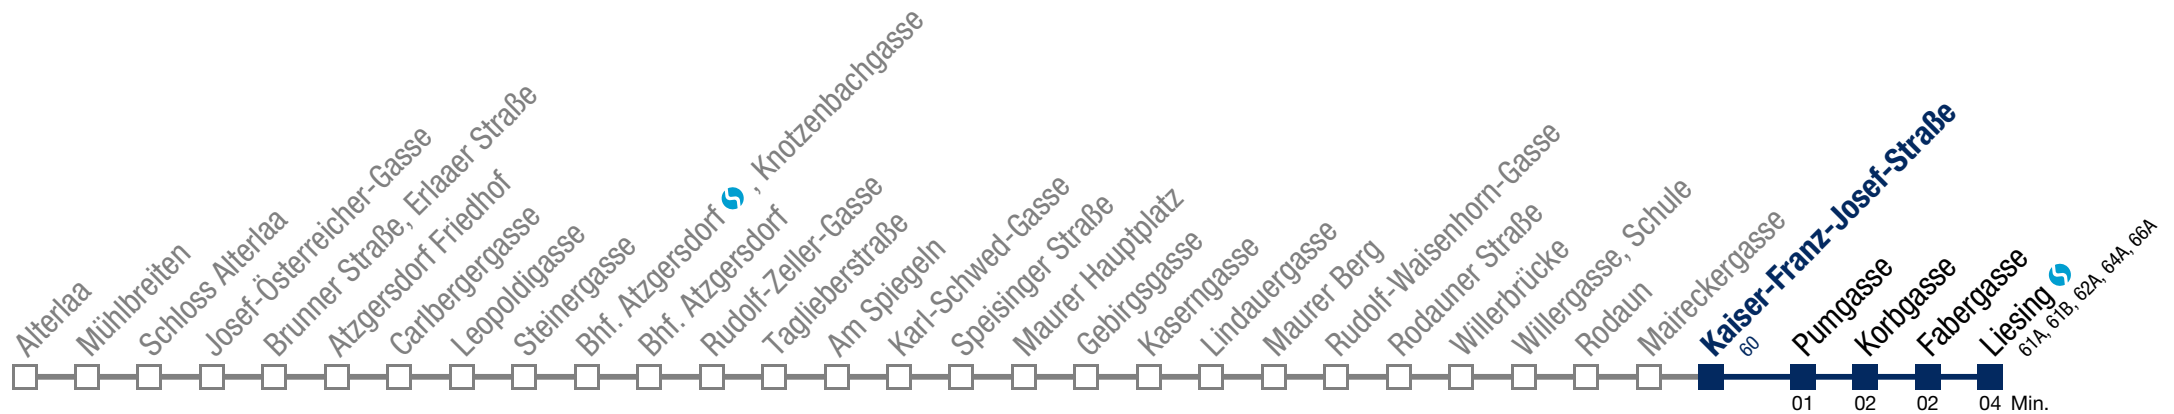 Alterlaa
Mühlbreiten
Schloss Alterlaa
Josef-Österreicher-Gasse
Brunner Straße, Erlaaer Straße
Atzgersdorf Friedhof
Carlbergergasse
Leopoldigasse
Steinergasse
Bhf. Atzgersdorf , Knotzenbachgasse
Bhf. Atzgersdorf
Rudolf-Zeller-Gasse
Taglieberstraße
Am Spiegeln
Karl-Schwed-Gasse
Speisinger Straße
Maurer Hauptplatz
Gebirgsgasse
Kaserngasse
Lindauergasse
Maurer Berg
Rudolf-Waisenhorn-Gasse
Rodauner Straße
Willerbrücke
Willergasse, Schule
Rodaun
Maireckergasse
Kaiser-Franz-Josef-Straße
60
Pumgasse
Korbgasse
Fabergasse
Liesing
61A, 61B, 62A, 64A, 66A
01 02 02 04 Min.